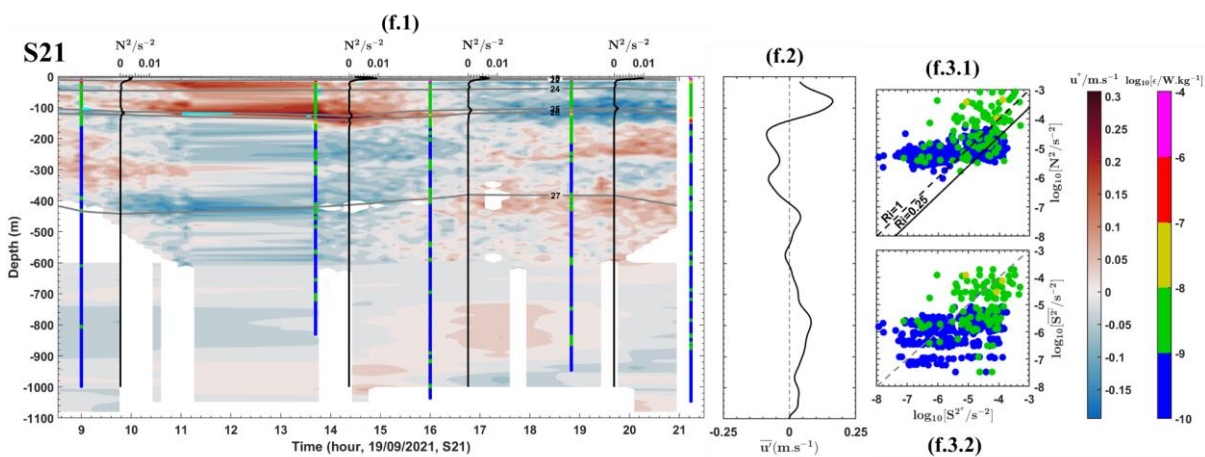 (f.1)
S21
N²/s⁻² N²/s⁻² N²/s⁻² N²/s⁻²
0 0.01 0 0.01 0 0.01 0 0.01
0
-100
-200
-300
-400
-500
-600
-700
-800
-900
-1000
-1100
Depth (m)
24
25
26
27
9 10 11 12 13 14 15 16 17 18 19 20 21
Time (hour, 19/09/2021, S21)
(f.2)
-0.25 0 0.25
u'(m.s⁻¹)
(f.3.1)
-3
-4
-5
-6
-7
-8
log₁₀[N²/s⁻²]
Ri=1
Ri=0.25
-3
-4
-5
-6
-7
-8
log₁₀[S²'/s⁻²]
-8 -7 -6 -5 -4 -3
log₁₀[S²''/s⁻²]
(f.3.2)
u'/m.s⁻¹ log₁₀[ϵ/W.kg⁻¹]
0.3
0.25
0.2
0.15
0.1
0.05
0
-0.05
-0.1
-0.15
-4
-6
-7
-8
-9
-10